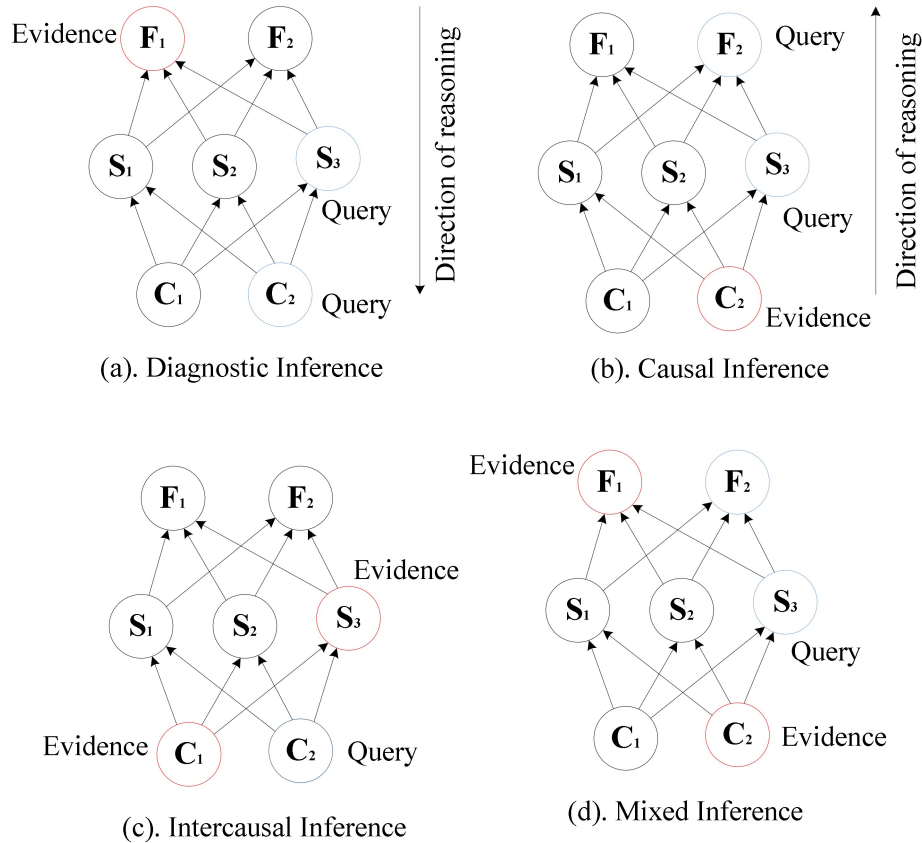 Evidence F₁ F₂
S₁ S₂ S₃
Query
C₁ C₂ Query
Direction of reasoning
(a). Diagnostic Inference
F₁ F₂ Query
S₁ S₂ S₃
Query
C₁ C₂
Evidence
Direction of reasoning
(b). Causal Inference
F₁ F₂
Evidence
S₁ S₂ S₃
Evidence C₁ C₂ Query
(c). Intercausal Inference
Evidence F₁ F₂
S₁ S₂ S₃
Query
C₁ C₂ Evidence
(d). Mixed Inference